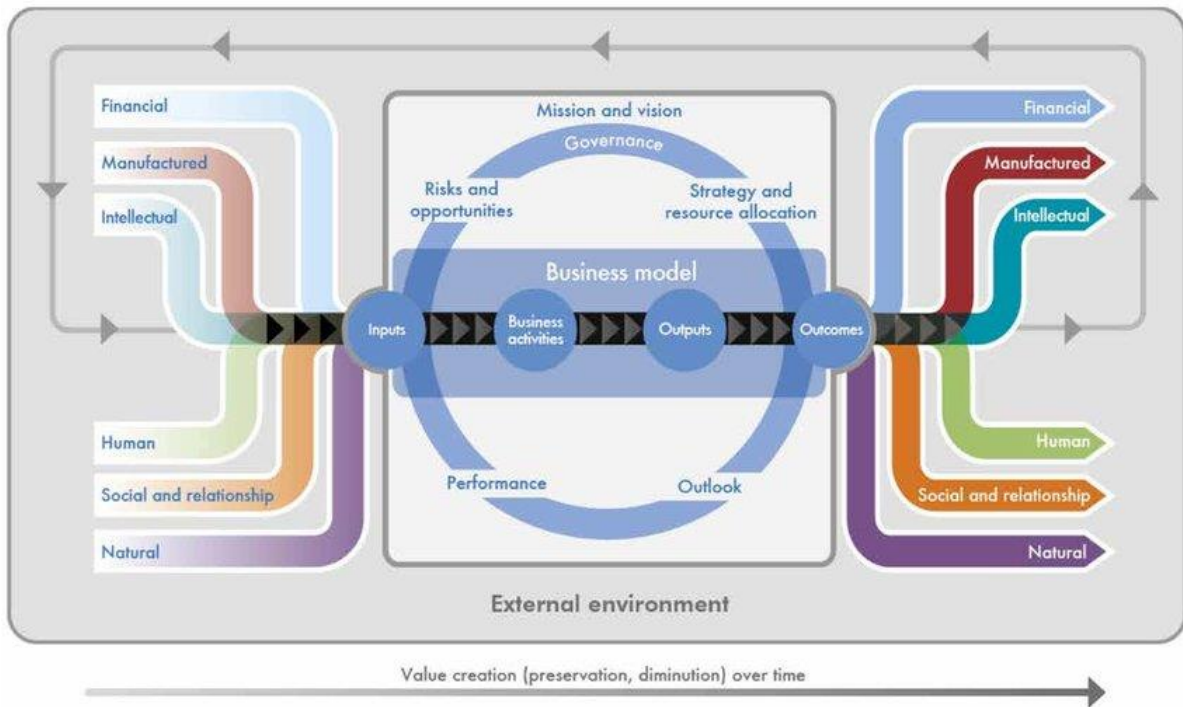 Financial
Manufactured
Intellectual
Human
Social and relationship
Natural
Mission and vision
Governance
Risks and
opportunities
Strategy and
resource allocation
Business model
Inputs
Business
activities
Outputs
Outcomes
Performance
Outlook
Financial
Manufactured
Intellectual
Human
Social and relationship
Natural
External environment
Value creation (preservation, diminution) over time